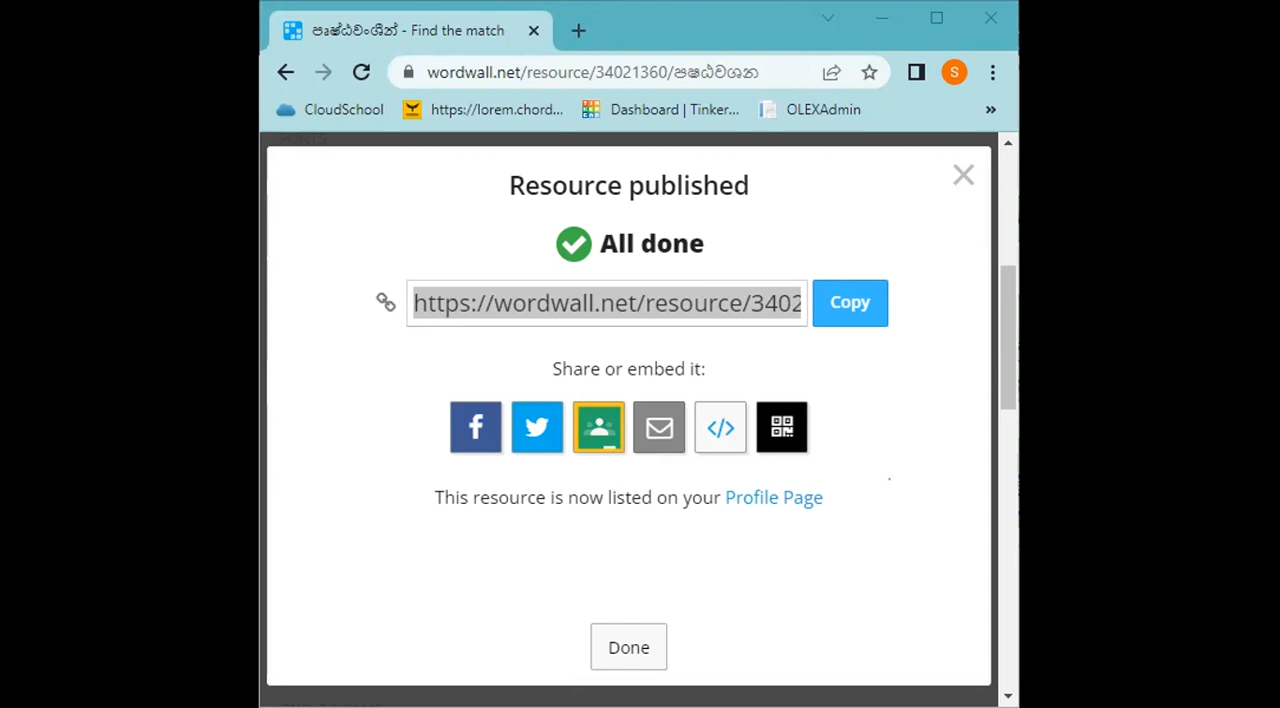 පෘෂ්ඨවංශීන් - Find the match
wordwall.net/resource/34021360/පෂඨවශන
CloudSchool https://lorem.chord... Dashboard | Tinker... OLEXAdmin »
Resource published
All done
https://wordwall.net/resource/3402
Copy
Share or embed it:
This resource is now listed on your Profile Page
Done
S